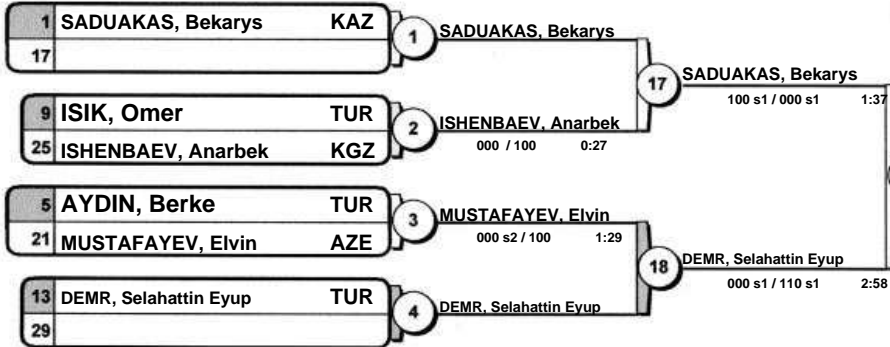 1 SADUAKAS, Bekarys KAZ
17
1
SADUAKAS, Bekarys
9 ISIK, Omer TUR
25 ISHENBAEV, Anarbek KGZ
2
ISHENBAEV, Anarbek
000 / 100 0:27
17
SADUAKAS, Bekarys
100 s1 / 000 s1 1:37
5 AYDIN, Berke TUR
21 MUSTAFAYEV, Elvin AZE
3
MUSTAFAYEV, Elvin
000 s2 / 100 1:29
13 DEMR, Selahattin Eyup TUR
29
4
DEMR, Selahattin Eyup
18
DEMR, Selahattin Eyup
000 s1 / 110 s1 2:58